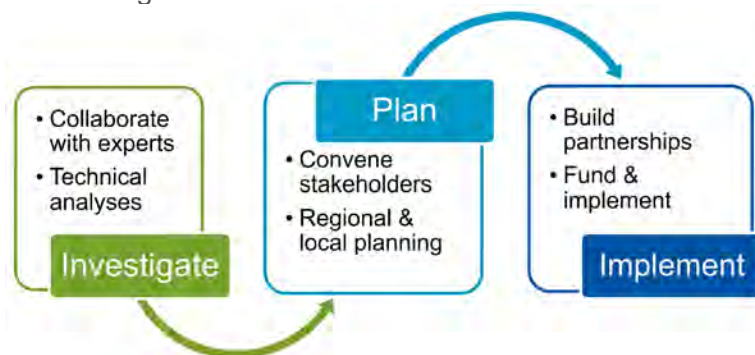 • Collaborate
with experts
• Technical
analyses
Investigate
Plan
• Convene
stakeholders
• Regional &
local planning
• Build
partnerships
• Fund &
implement
Implement